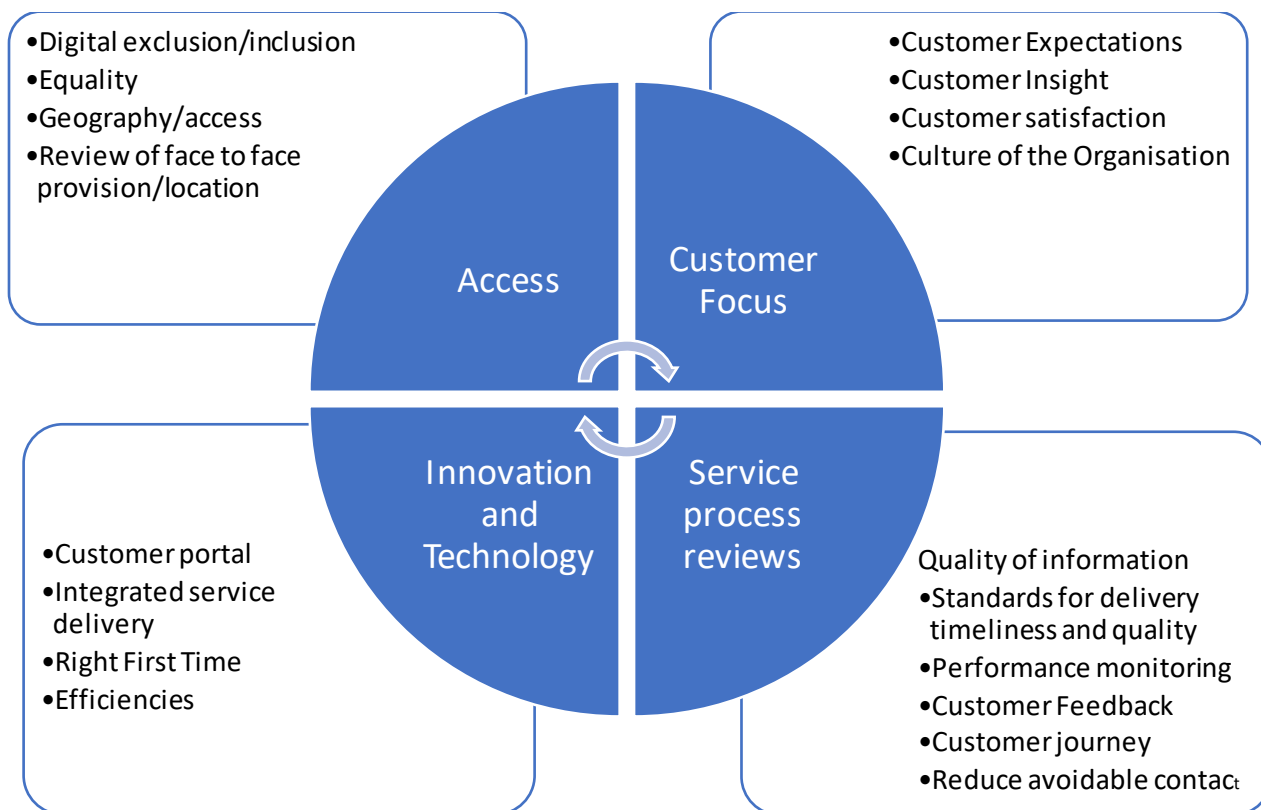 •Digital exclusion/inclusion
•Equality
•Geography/access
•Review of face to face
provision/location
•Customer Expectations
•Customer Insight
•Customer satisfaction
•Culture of the Organisation
Access
Customer
Focus
Innovation
and
Technology
Service
process
reviews
•Customer portal
•Integrated service
delivery
•Right First Time
•Efficiencies
Quality of information
•Standards for delivery
timeliness and quality
•Performance monitoring
•Customer Feedback
•Customer journey
•Reduce avoidable contact